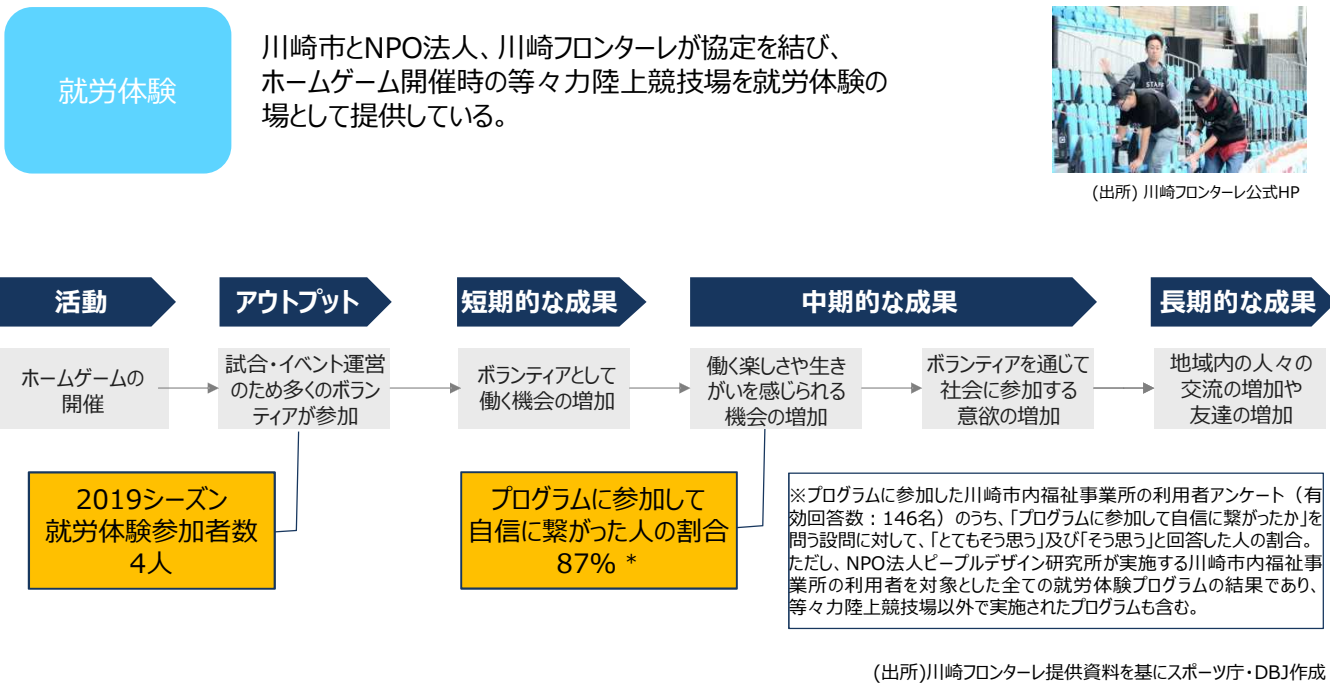 就労体験
川崎市とNPO法人、川崎フロンターレが協定を結び、
ホームゲーム開催時の等々力陸上競技場を就労体験の
場として提供している。
STAFF
(出所) 川崎フロンターレ公式HP
活動
アウトプット
短期的な成果
中期的な成果
長期的な成果
ホームゲームの
開催
試合・イベント運営
のため多くのボラン
ティアが参加
ボランティアとして
働く機会の増加
働く楽しさや生き
がいを感じられる
機会の増加
ボランティアを通じて
社会に参加する
意欲の増加
地域内の人々の
交流の増加や
友達の増加
2019シーズン
就労体験参加者数
4人
プログラムに参加して
自信に繋がった人の割合
87% *
※プログラムに参加した川崎市内福祉事業所の利用者アンケート（有
効回答数：146名）のうち、「プログラムに参加して自信に繋がったか」を
問う設問に対して、「とてもそう思う」及び「そう思う」と回答した人の割合。
ただし、NPO法人ピープルデザイン研究所が実施する川崎市内福祉事
業所の利用者を対象とした全ての就労体験プログラムの結果であり、
等々力陸上競技場以外で実施されたプログラムも含む。
(出所)川崎フロンターレ提供資料を基にスポーツ庁・DBJ作成